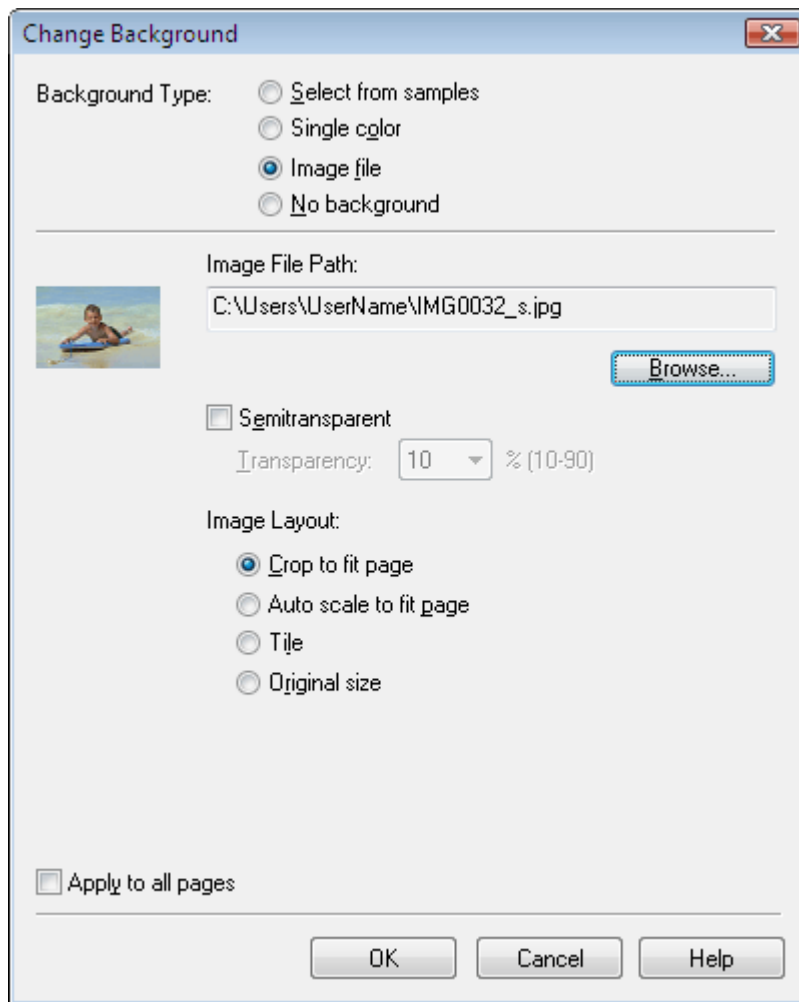 Change Background
Background Type:
Select from samples
Single color
Image file
No background
Image File Path:
C:\Users\UserName\IMG0032_s.jpg
Browse...
Semitransparent
Transparency: 10 % (10-90)
Image Layout:
Crop to fit page
Auto scale to fit page
Tile
Original size
Apply to all pages
OK Cancel Help